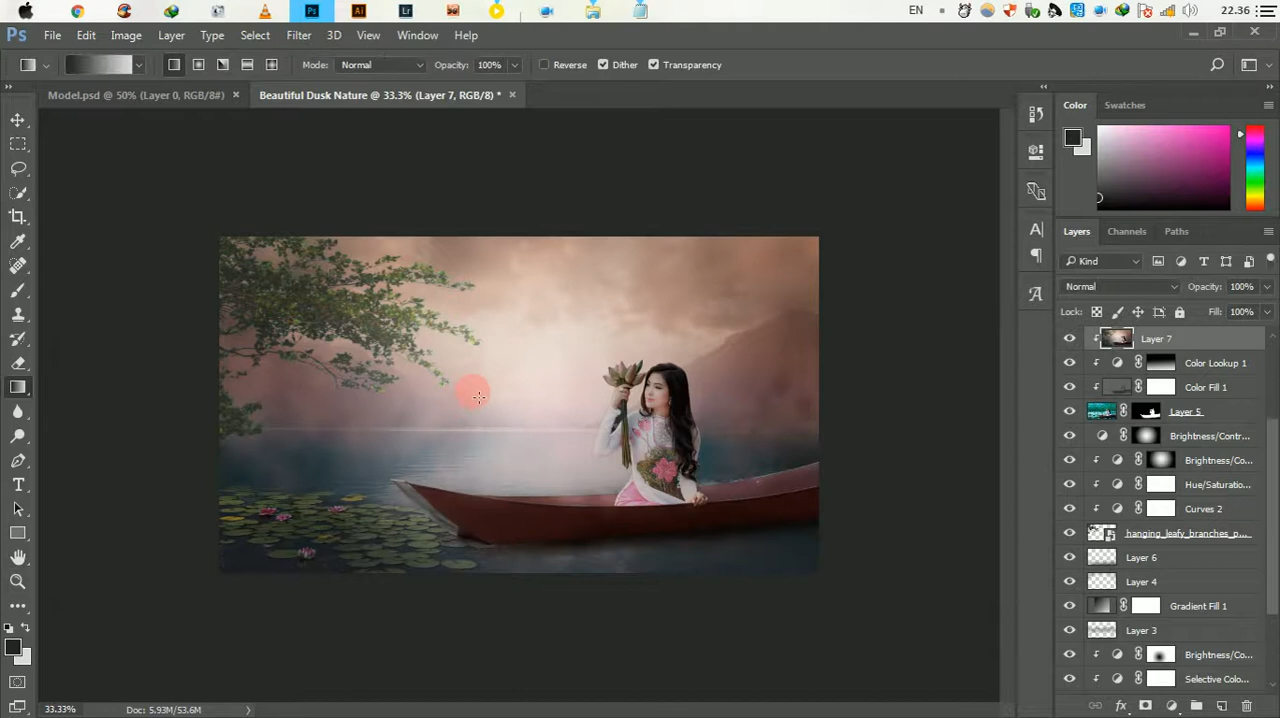 EN
22.36
Ps
File Edit Image Layer Type Select Filter 3D View Window Help
Mode: Normal Opacity: 100% Reverse Dither Transparency
Model.psd @ 50% (Layer 0, RGB/8#) × Beautiful Dusk Nature @ 33.3% (Layer 7, RGB/8) * ×
Color Swatches
Layers Channels Paths
Kind
Normal Opacity: 100%
Lock: Fill: 100%
Layer 7
Color Lookup 1
Color Fill 1
Layer 5
Brightness/Contr...
Brightness/Co...
Hue/Saturatio...
Curves 2
hanging_leafy_branches_p...
Layer 6
Layer 4
Gradient Fill 1
Layer 3
Brightness/Co...
Selective Colo...
33.33% Doc: 5.93M/53.6M